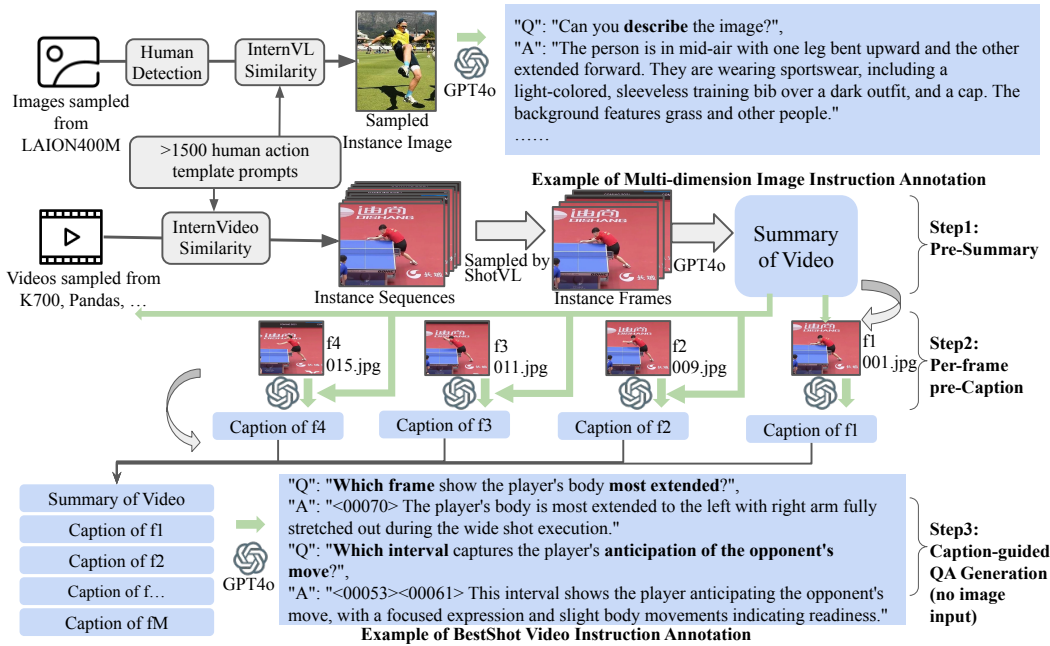 Images sampled
from
LAION400M
Human
Detection
InternVL
Similarity
Sampled
Instance Image
GPT4o
"Q": "Can you describe the image?",
"A": "The person is in mid-air with one leg bent upward and the other
extended forward. They are wearing sportswear, including a
light-colored, sleeveless training bib over a dark outfit, and a cap. The
background features grass and other people."
……
>1500 human action
template prompts
Example of Multi-dimension Image Instruction Annotation
Videos sampled from
K700, Pandas, …
InternVideo
Similarity
Instance Sequences
Sampled by
ShotVL
Instance Frames
GPT4o
Summary
of Video
Step1:
Pre-Summary
f4
015.jpg
f3
011.jpg
f2
009.jpg
f1
001.jpg
Step2:
Per-frame
pre-Caption
Caption of f4
Caption of f3
Caption of f2
Caption of f1
Summary of Video
Caption of f1
Caption of f2
Caption of f…
Caption of fM
GPT4o
"Q": "Which frame show the player's body most extended?",
"A": "<00070> The player's body is most extended to the left with right arm fully
stretched out during the wide shot execution."
"Q": "Which interval captures the player's anticipation of the opponent's
move?",
"A": "<00053><00061> This interval shows the player anticipating the opponent's
move, with a focused expression and slight body movements indicating readiness."
Example of BestShot Video Instruction Annotation
Step3:
Caption-guided
QA Generation
(no image
input)